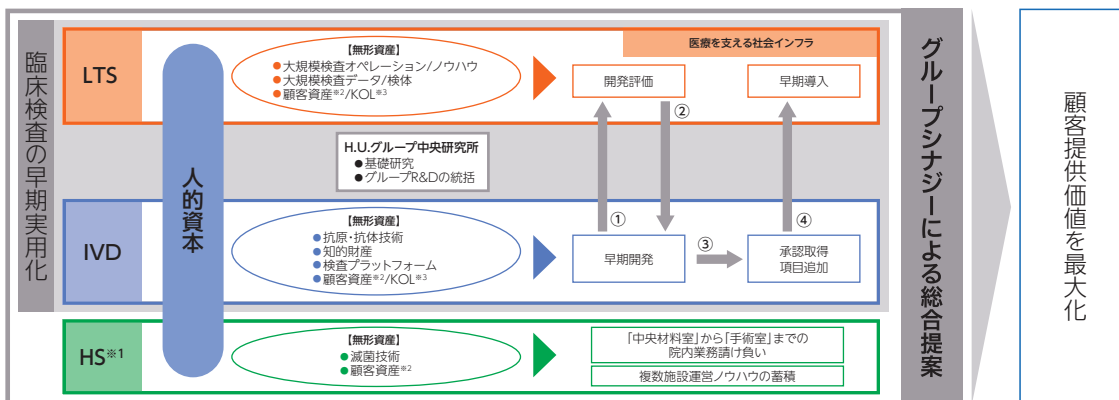 臨床検査の早期実用化
人的資本
LTS
【無形資産】
●大規模検査オペレーション/ノウハウ
●大規模検査データ/検体
●顧客資産※2/KOL※3
医療を支える社会インフラ
開発評価
早期導入
①
②
H.U.グループ中央研究所
●基礎研究
●グループR&Dの統括
IVD
【無形資産】
●抗原・抗体技術
●知的財産
●検査プラットフォーム
●顧客資産※2/KOL※3
早期開発
③
承認取得
項目追加
④
HS※1
【無形資産】
●滅菌技術
●顧客資産※2
「中央材料室」から「手術室」までの
院内業務請け負い
複数施設運営ノウハウの蓄積
グループシナジーによる総合提案
顧客提供価値を最大化